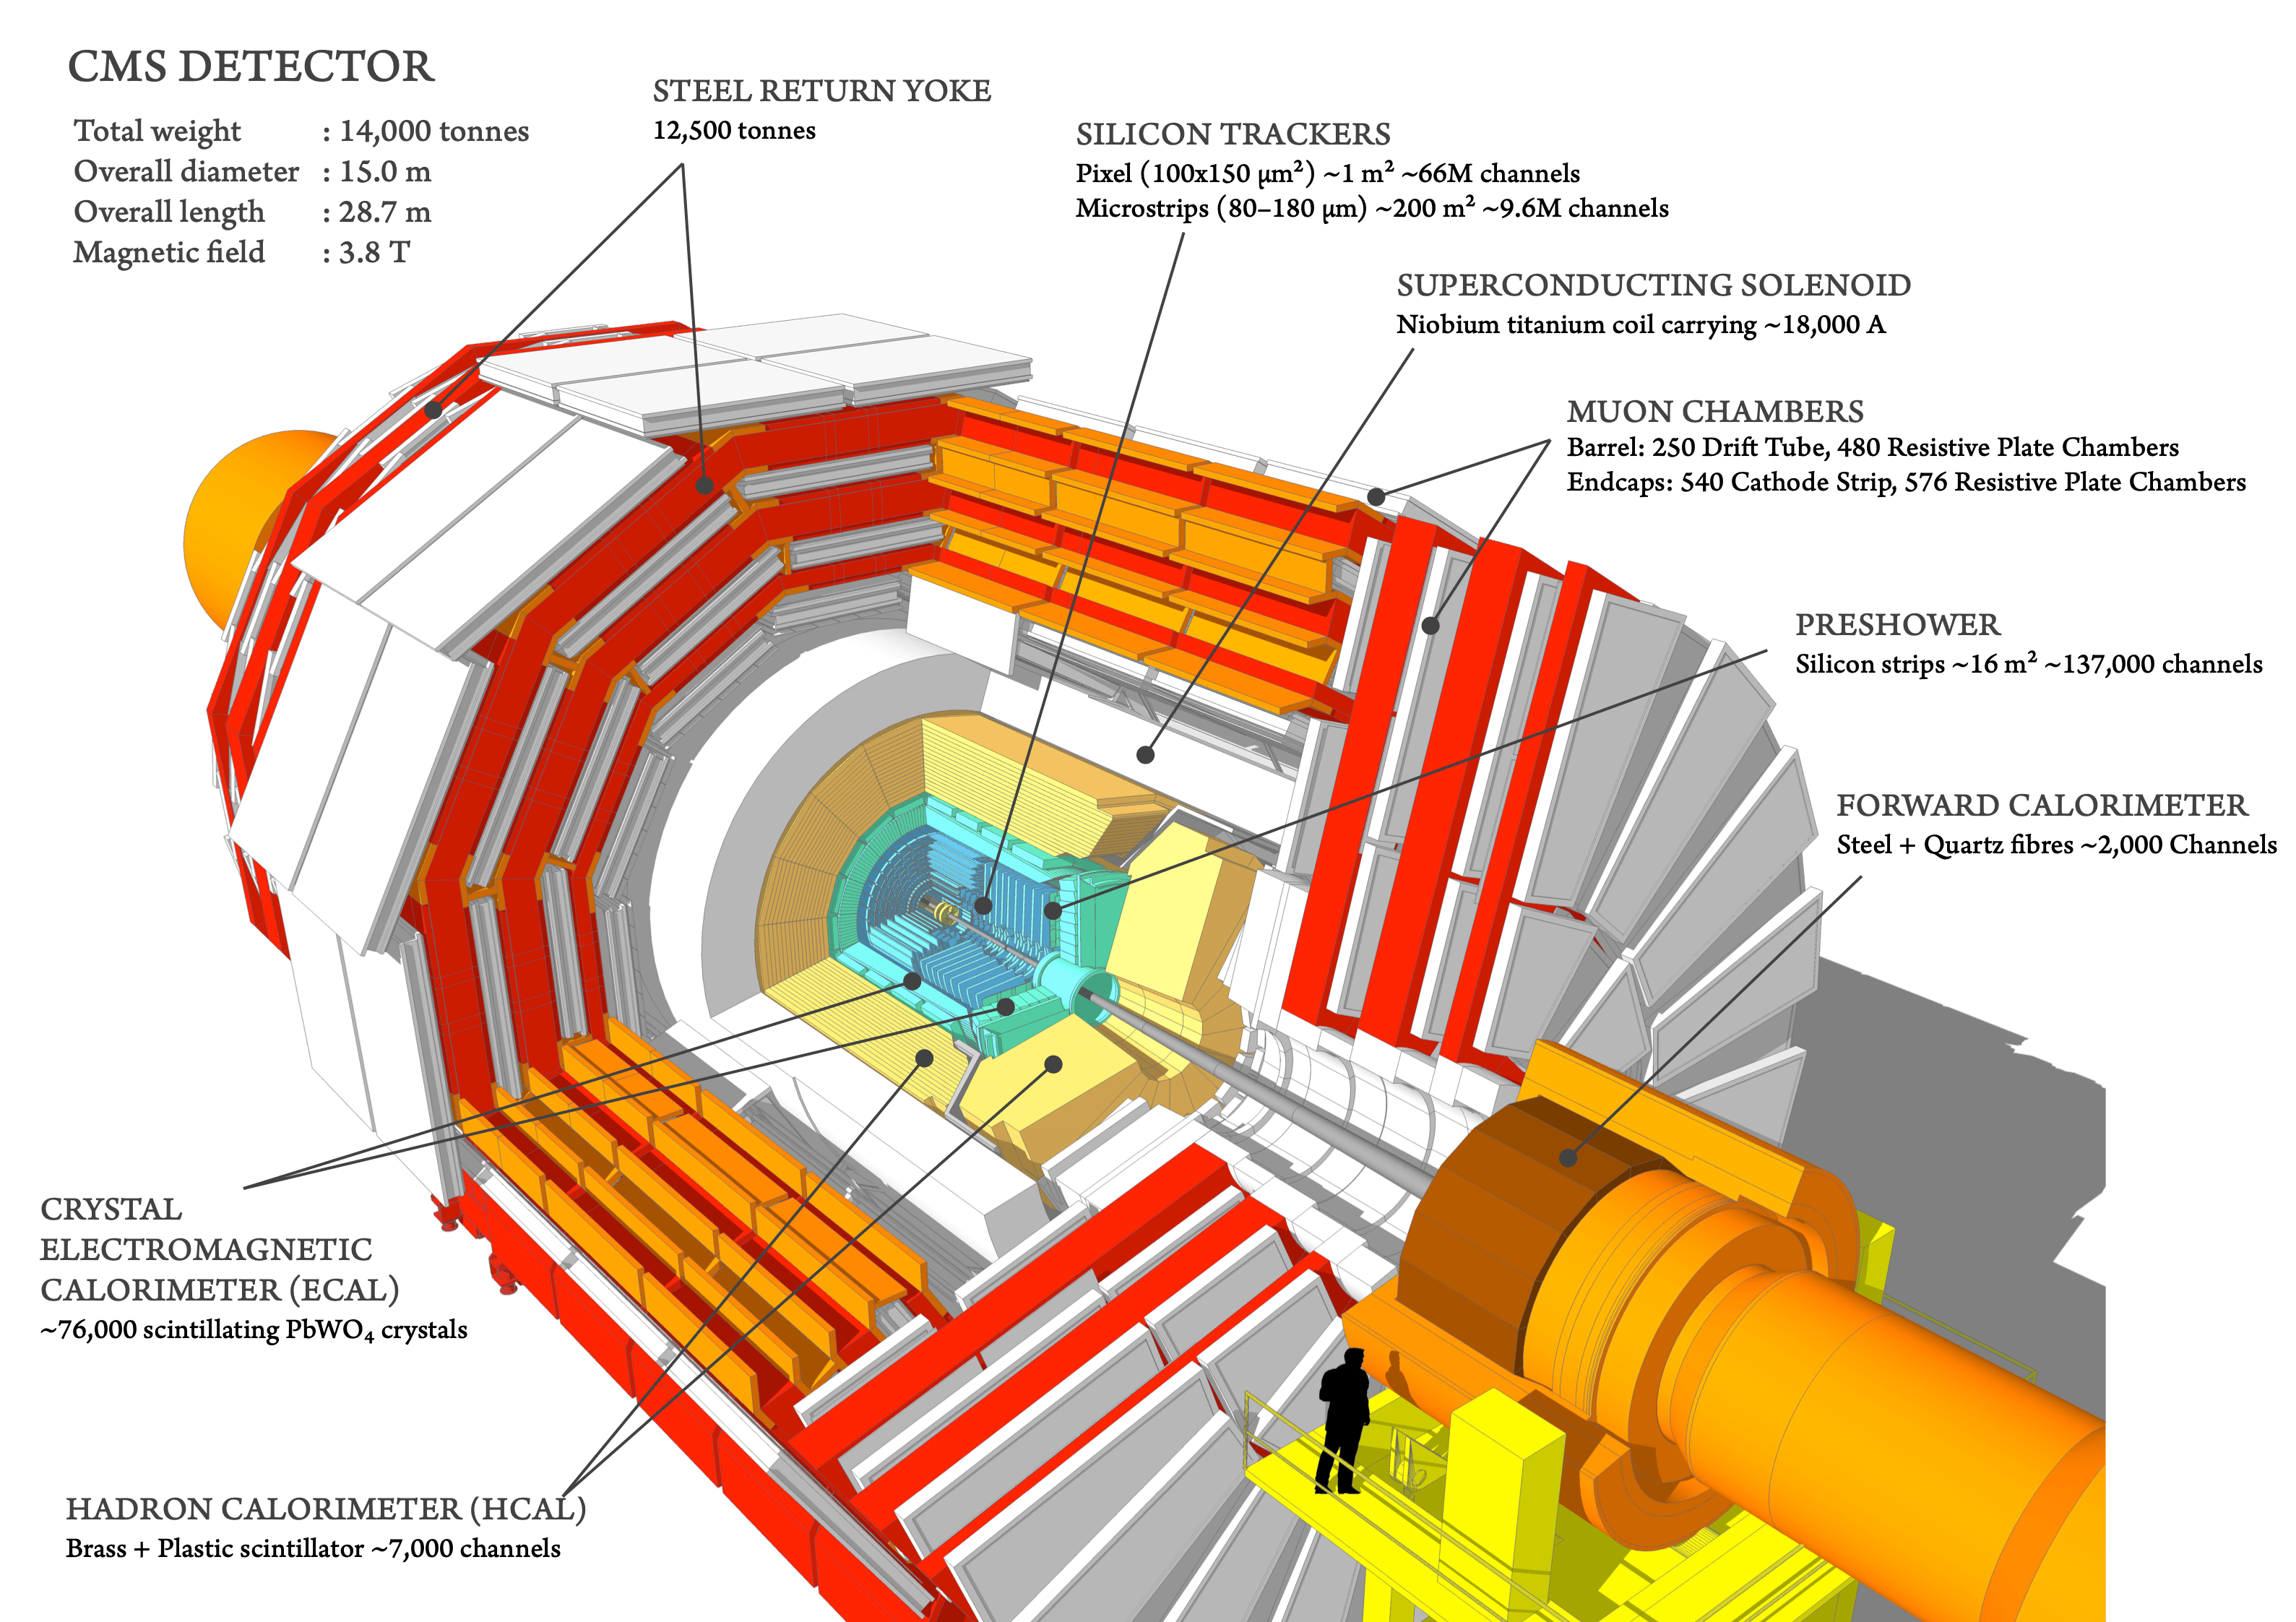 CMS DETECTOR
Total weight : 14,000 tonnes
Overall diameter : 15.0 m
Overall length : 28.7 m
Magnetic field : 3.8 T
STEEL RETURN YOKE
12,500 tonnes
SILICON TRACKERS
Pixel (100x150 μm²) ~1 m² ~66M channels
Microstrips (80–180 μm) ~200 m² ~9.6M channels
SUPERCONDUCTING SOLENOID
Niobium titanium coil carrying ~18,000 A
MUON CHAMBERS
Barrel: 250 Drift Tube, 480 Resistive Plate Chambers
Endcaps: 540 Cathode Strip, 576 Resistive Plate Chambers
PRESHOWER
Silicon strips ~16 m² ~137,000 channels
FORWARD CALORIMETER
Steel + Quartz fibres ~2,000 Channels
CRYSTAL
ELECTROMAGNETIC
CALORIMETER (ECAL)
~76,000 scintillating PbWO₄ crystals
HADRON CALORIMETER (HCAL)
Brass + Plastic scintillator ~7,000 channels